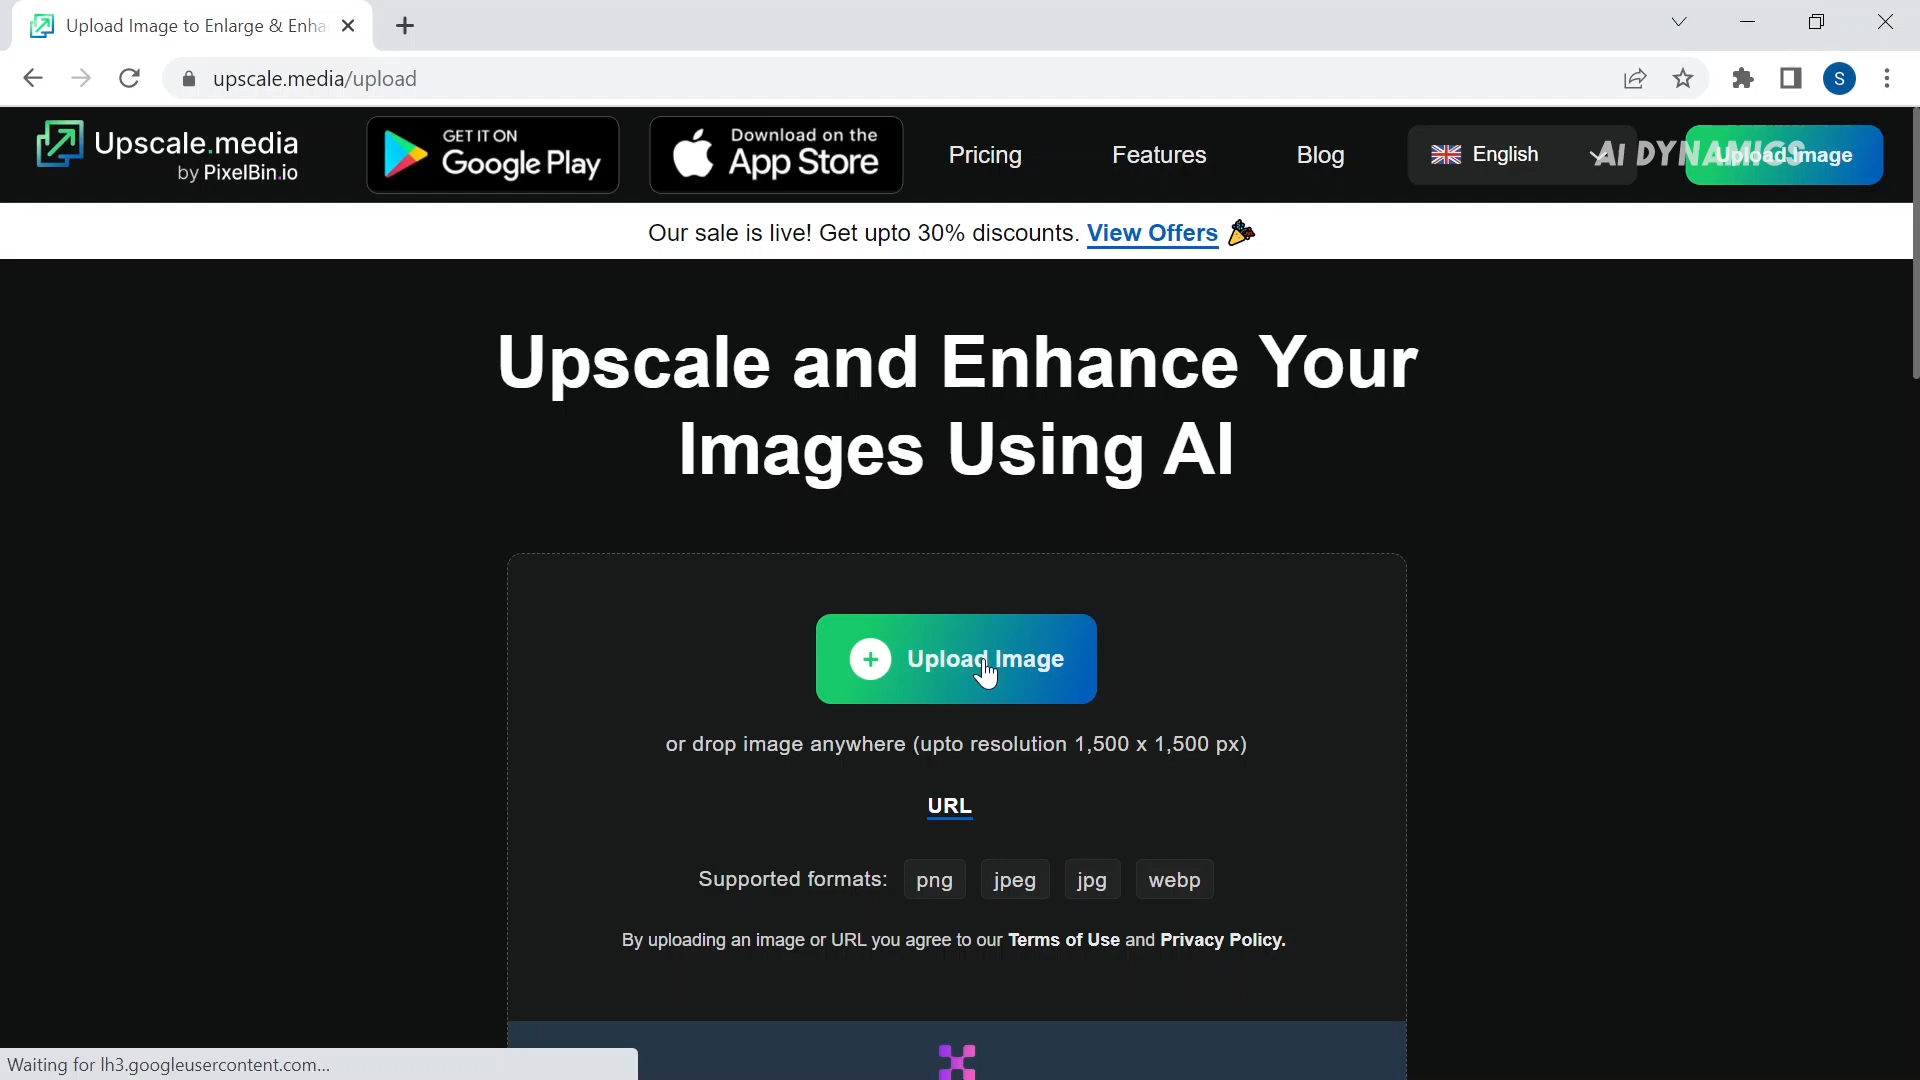 Upload Image to Enlarge & Enha
upscale.media/upload
S
Upscale.media
by PixelBin.io
GET IT ON
Google Play
Download on the
App Store
Pricing
Features
Blog
English
AI DYNAMICS
Upload Image
Our sale is live! Get upto 30% discounts. View Offers
Upscale and Enhance Your
Images Using AI
Upload Image
or drop image anywhere (upto resolution 1,500 x 1,500 px)
URL
Supported formats: png jpeg jpg webp
By uploading an image or URL you agree to our Terms of Use and Privacy Policy.
Waiting for lh3.googleusercontent.com...